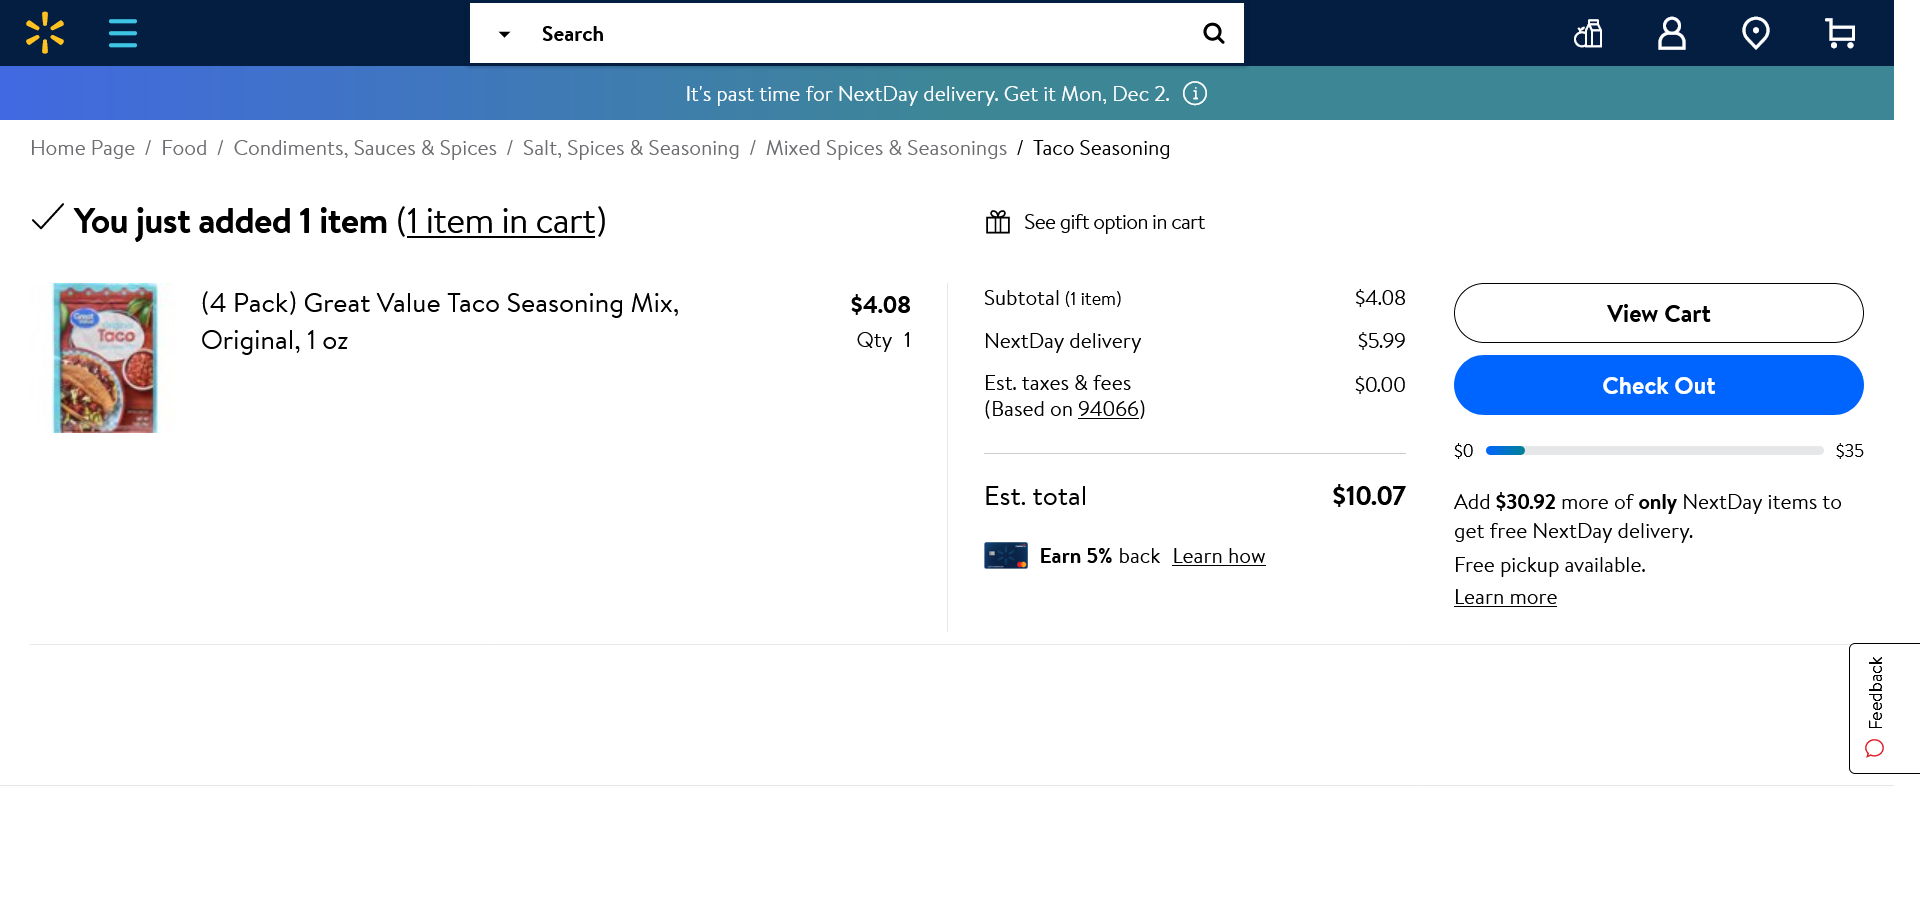 Search
It's past time for NextDay delivery. Get it Mon, Dec 2.
Home Page / Food / Condiments, Sauces & Spices / Salt, Spices & Seasoning / Mixed Spices & Seasonings / Taco Seasoning
You just added 1 item (1 item in cart)
See gift option in cart
Great Value
Original
Taco
(4 Pack) Great Value Taco Seasoning Mix,
Original, 1 oz
$4.08
Qty 1
Subtotal (1 item) $4.08
NextDay delivery $5.99
Est. taxes & fees $0.00
(Based on 94066)
Est. total $10.07
Earn 5% back Learn how
View Cart
Check Out
$0 $35
Add $30.92 more of only NextDay items to
get free NextDay delivery.
Free pickup available.
Learn more
Feedback